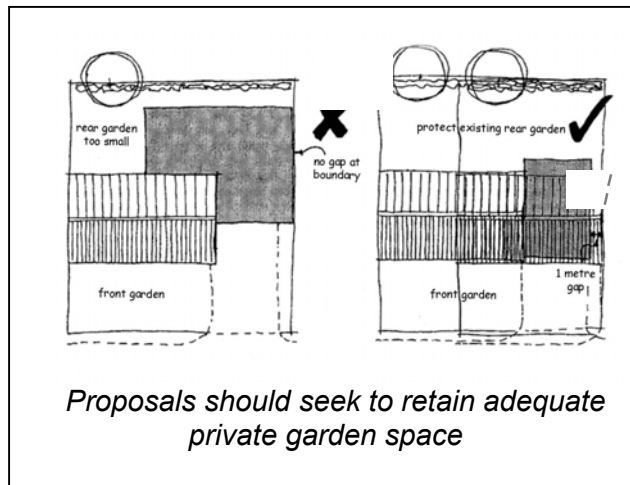 rear garden
too small
no gap at
boundary
front garden
protect existing rear garden
1 metre
gap
front garden
Proposals should seek to retain adequate
private garden space